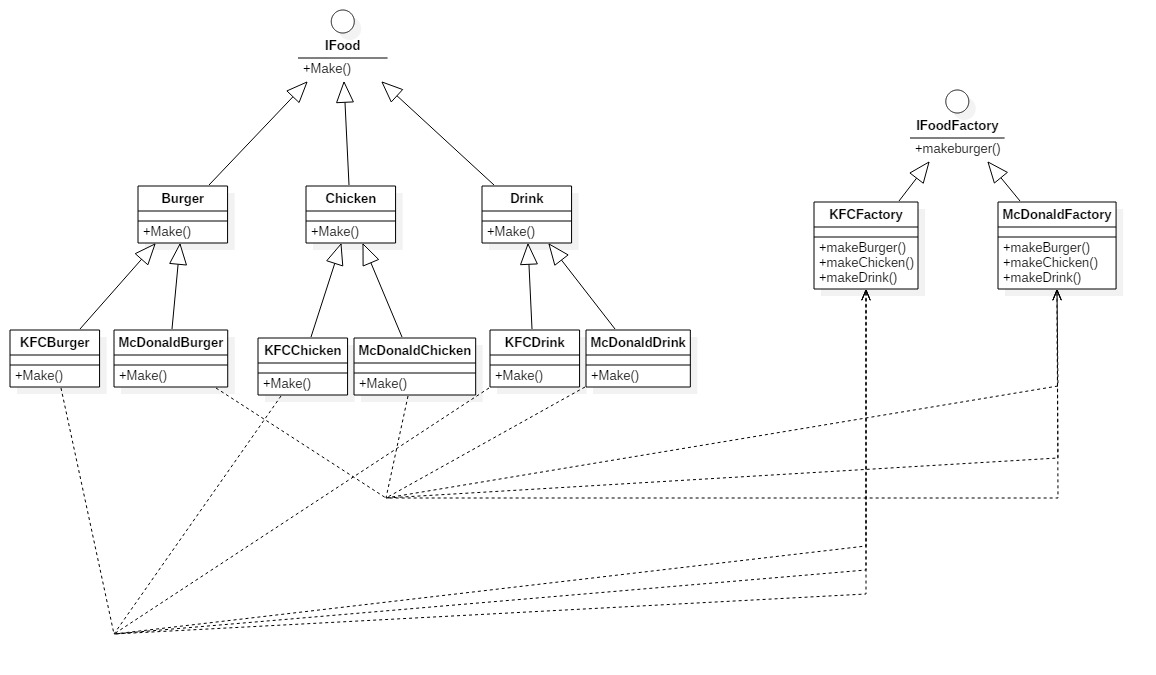 IFood
+Make()
IFoodFactory
+makeburger()
Burger
+Make()
Chicken
+Make()
Drink
+Make()
KFCFactory
+makeBurger()
+makeChicken()
+makeDrink()
McDonaldFactory
+makeBurger()
+makeChicken()
+makeDrink()
KFCBurger
+Make()
McDonaldBurger
+Make()
KFCChicken
+Make()
McDonaldChicken
+Make()
KFCDrink
+Make()
McDonaldDrink
+Make()